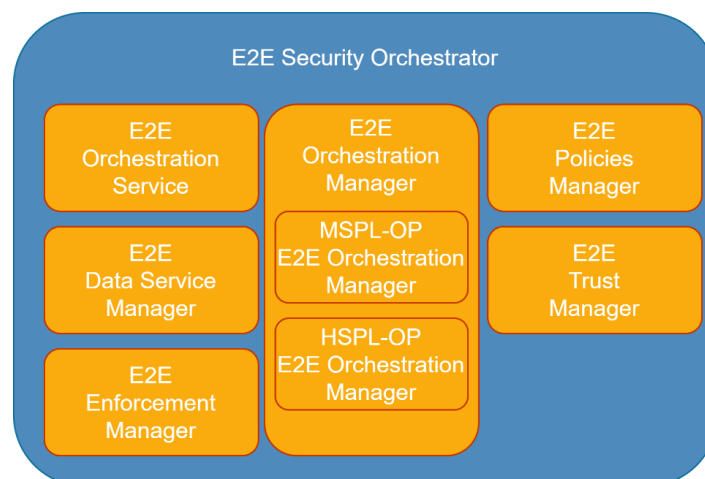 E2E Security Orchestrator
E2E
Orchestration
Service
E2E
Data Service
Manager
E2E
Enforcement
Manager
E2E
Orchestration
Manager
MSPL-OP
E2E Orchestration
Manager
HSPL-OP
E2E Orchestration
Manager
E2E
Policies
Manager
E2E
Trust
Manager